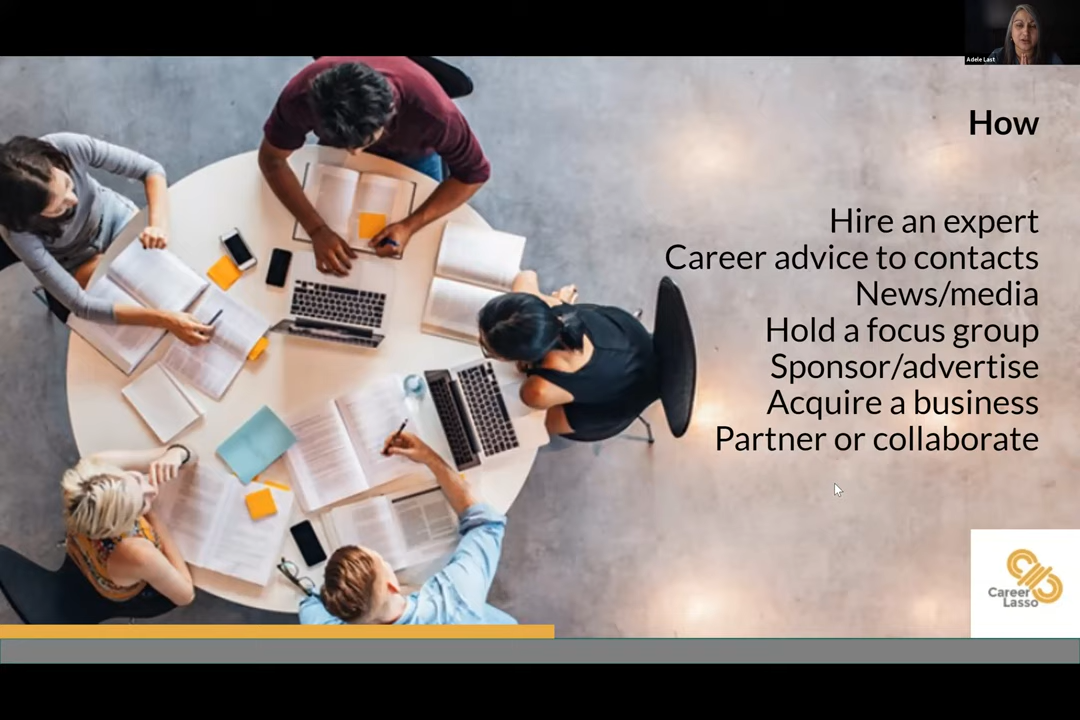 Adele Last
How
Hire an expert
Career advice to contacts
News/media
Hold a focus group
Sponsor/advertise
Acquire a business
Partner or collaborate
Career
Lasso